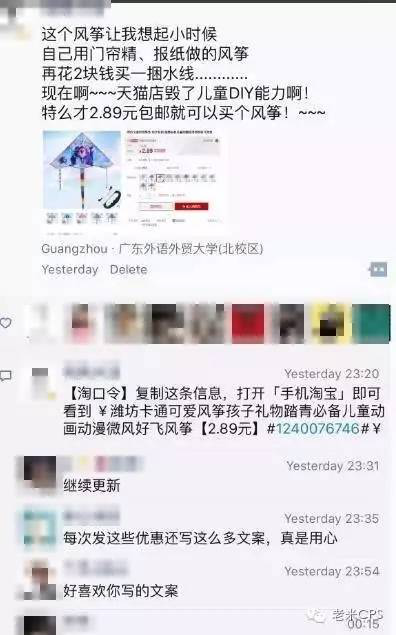 这个风筝让我想起小时候
自己用门帘精、报纸做的风筝
再花2块钱买一捆水线............
现在啊~~~天猫店毁了儿童DIY能力啊！
特么才2.89元包邮就可以买个风筝！~~~
2.89
Guangzhou · 广东外语外贸大学(北校区)
Yesterday Delete
Yesterday 23:20
【淘口令】复制这条信息，打开「手机淘宝」即可
看到 ￥潍坊卡通可爱风筝孩子礼物踏青必备儿童动
画动漫微风好飞风筝【2.89元】#1240076746#￥
Yesterday 23:31
继续更新
Yesterday 23:35
每次发这些优惠还写这么多文案，真是用心
Yesterday 23:54
好喜欢你写的文案
00:15
老米CPS